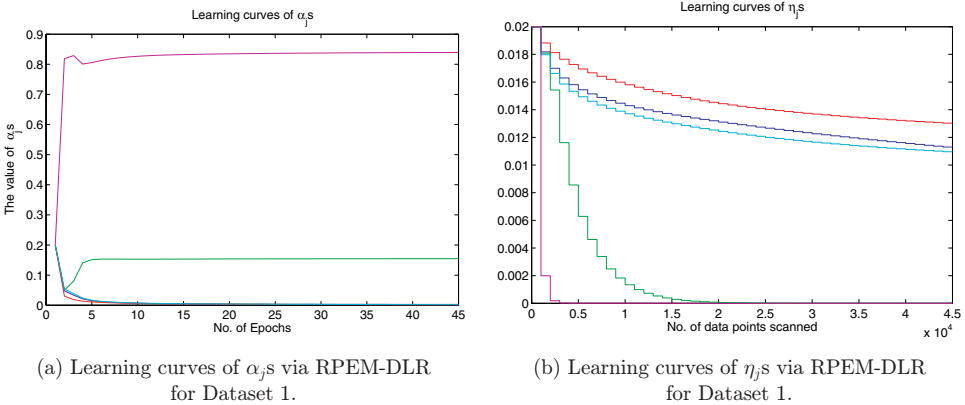 Learning curves of αjs
The value of αjs
0.9
0.8
0.7
0.6
0.5
0.4
0.3
0.2
0.1
0
0 5 10 15 20 25 30 35 40 45
No. of Epochs
(a) Learning curves of αjs via RPEM-DLR
for Dataset 1.
Learning curves of ηjs
0.02
0.018
0.016
0.014
0.012
0.01
0.008
0.006
0.004
0.002
0
0 0.5 1 1.5 2 2.5 3 3.5 4 4.5
No. of data points scanned
x 10^4
(b) Learning curves of ηjs via RPEM-DLR
for Dataset 1.